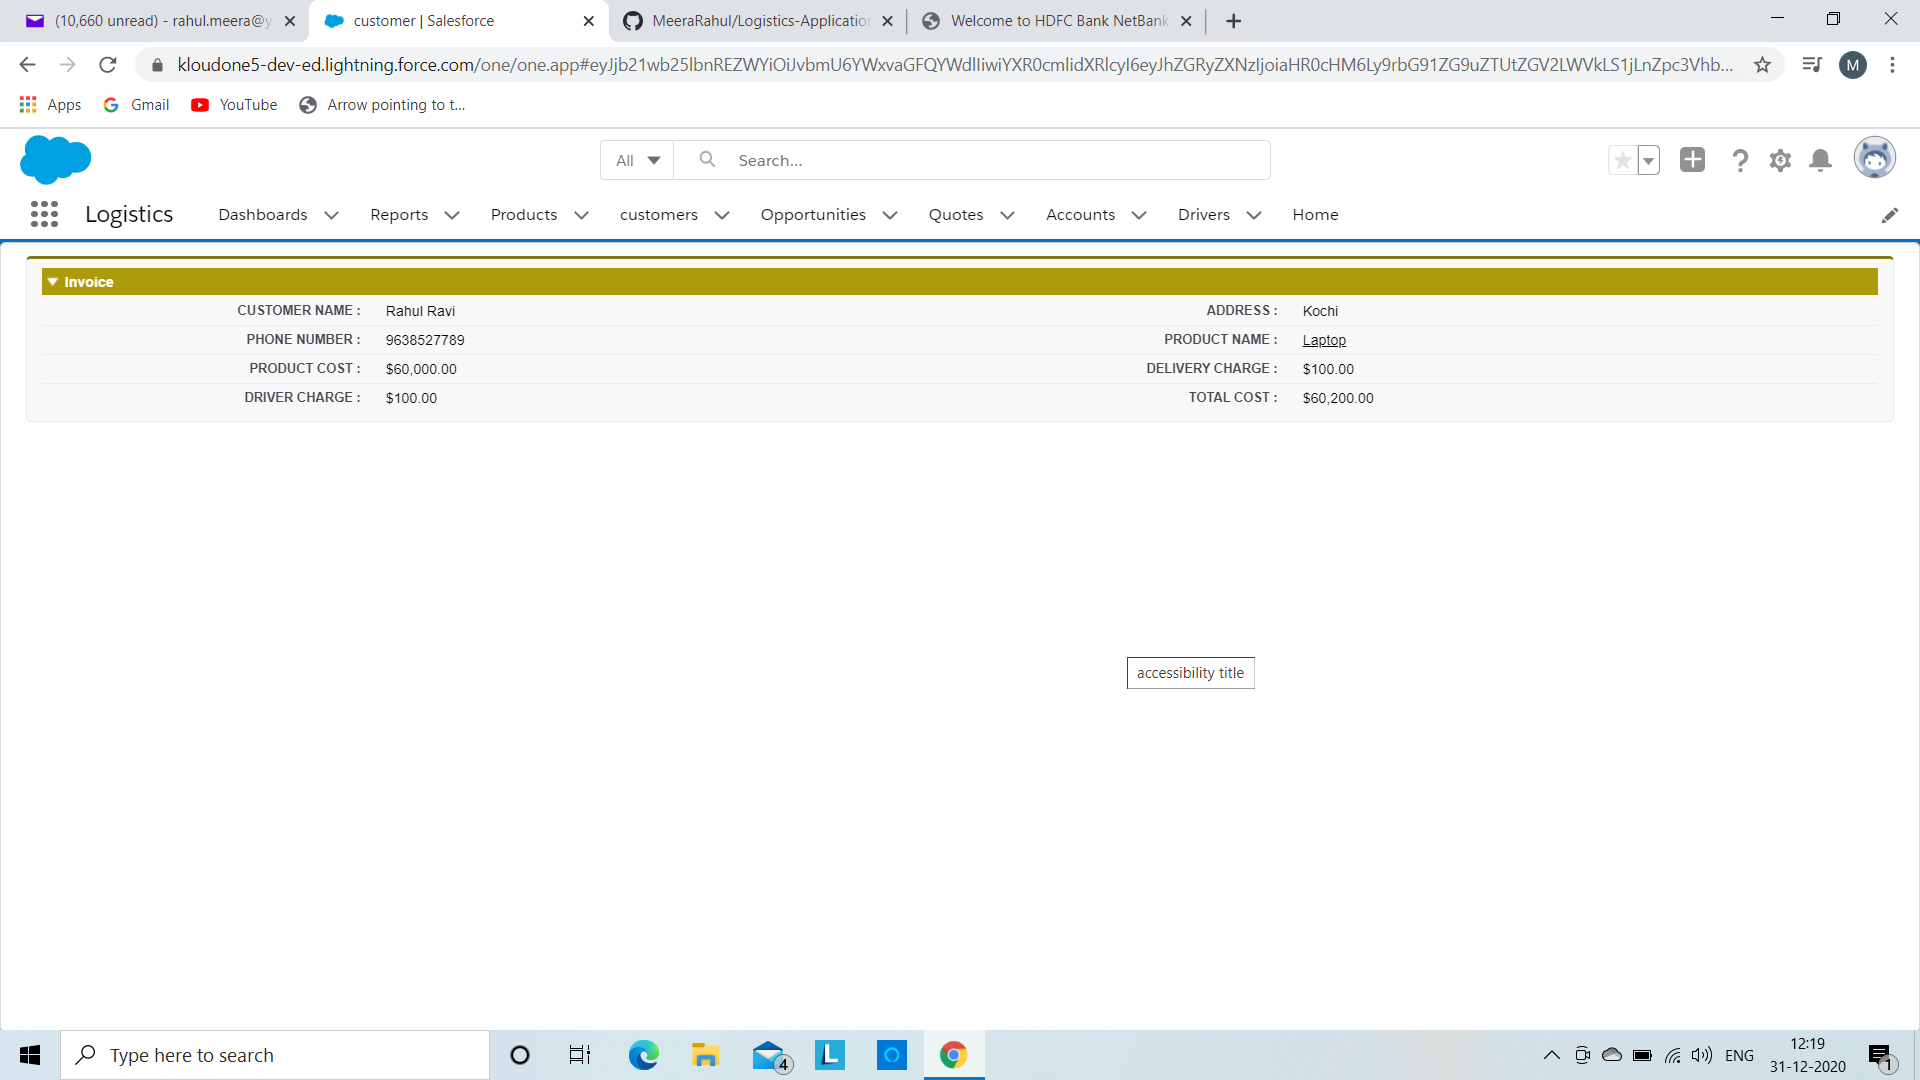 (10,660 unread) - rahul.meera@y
customer | Salesforce
MeeraRahul/Logistics-Application
Welcome to HDFC Bank NetBank
kloudone5-dev-ed.lightning.force.com/one/one.app#
M
Apps
Gmail
YouTube
Arrow pointing to t...
All
Search...
Logistics
Dashboards
Reports
Products
customers
Opportunities
Quotes
Accounts
Drivers
Home
Invoice
CUSTOMER NAME : Rahul Ravi ADDRESS : Kochi
PHONE NUMBER : 9638527789 PRODUCT NAME : Laptop
PRODUCT COST : $60,000.00 DELIVERY CHARGE : $100.00
DRIVER CHARGE : $100.00 TOTAL COST : $60,200.00
accessibility title
Type here to search
4
L
ENG
12:19
31-12-2020
1